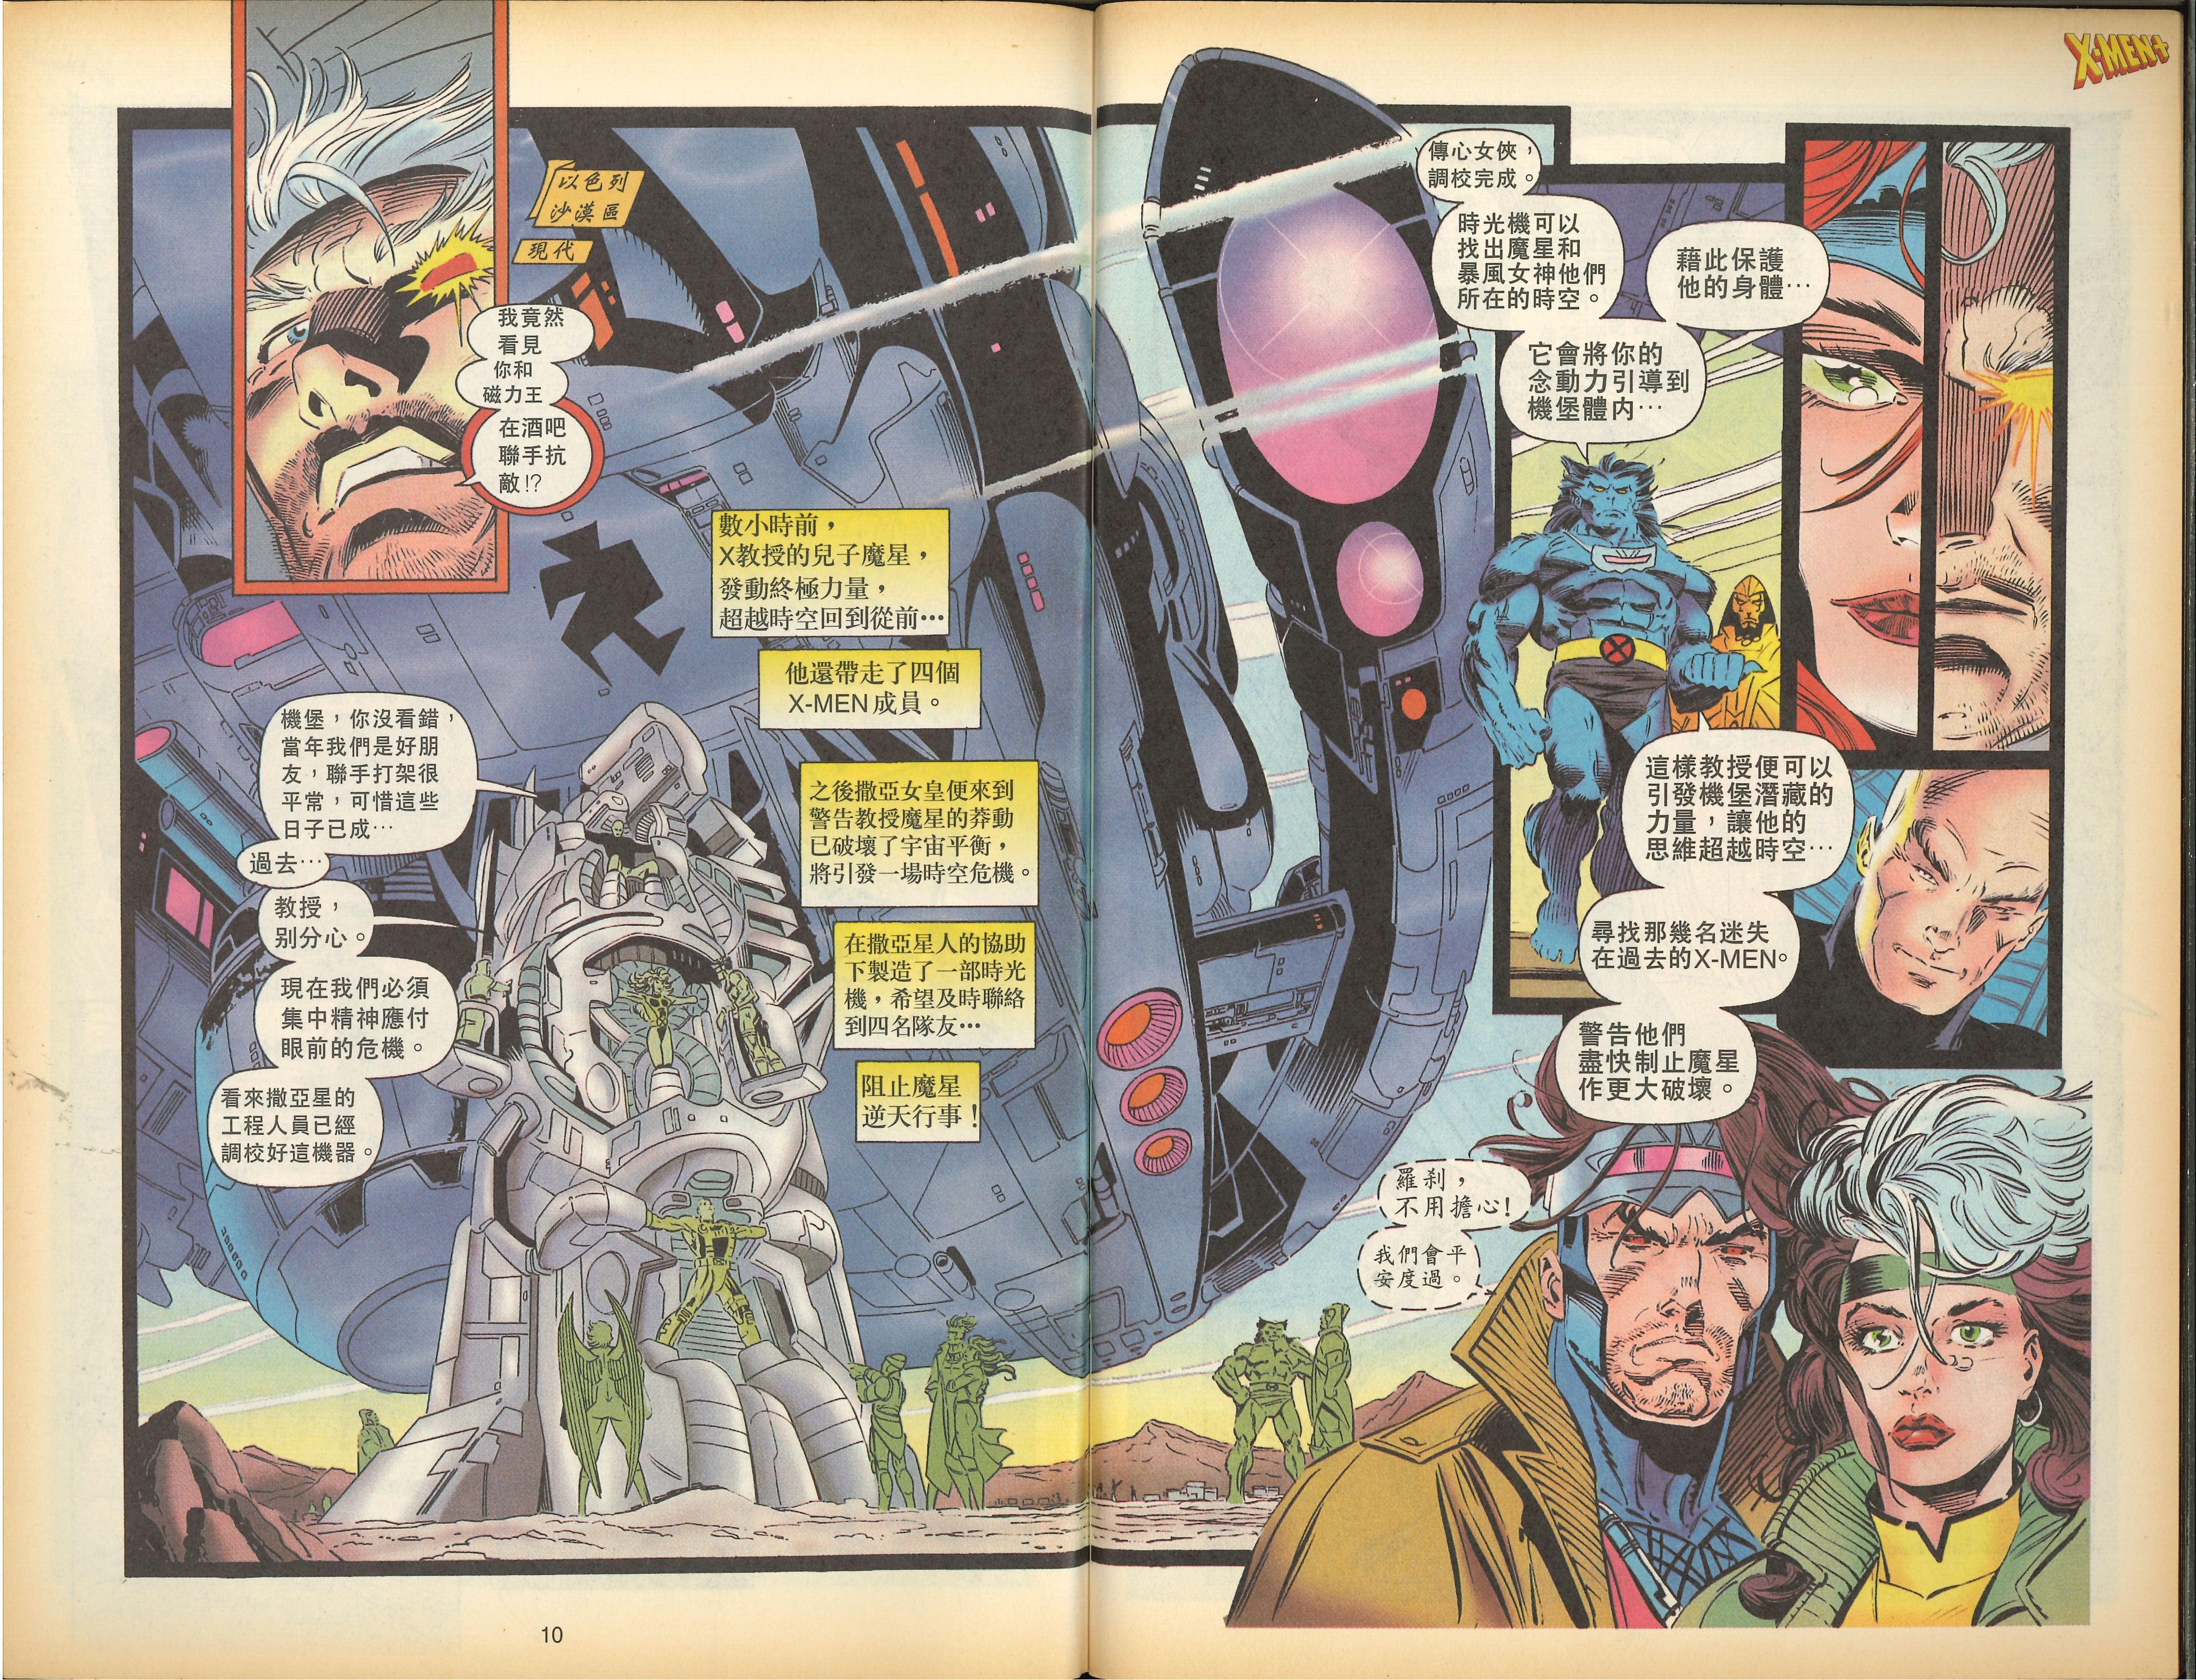 X-MEN+
以色列
沙漠區
現代
我竟然
看見
你和
磁力王
在酒吧
聯手抗
敵!?
數小時前，
X教授的兒子魔星，
發動終極力量，
超越時空回到從前…
他還帶走了四個
X-MEN成員。
之後撒亞女皇便來到
警告教授魔星的莽動
已破壞了宇宙平衡，
將引發一場時空危機。
在撒亞星人的協助
下製造了一部時光
機，希望及時聯絡
到四名隊友…
阻止魔星
逆天行事！
機堡，你沒看錯，
當年我們是好朋
友，聯手打架很
平常，可惜這些
日子已成…
過去…
教授，
別分心。
現在我們必須
集中精神應付
眼前的危機。
看來撒亞星的
工程人員已經
調校好這機器。
傳心女俠，
調校完成。
時光機可以
找出魔星和
暴風女神他們
所在的時空。
它會將你的
念動力引導到
機堡體內…
藉此保護
他的身體…
這樣教授便可以
引發機堡潛藏的
力量，讓他的
思維超越時空…
尋找那幾名迷失
在過去的X-MEN。
警告他們
盡快制止魔星
作更大破壞。
羅剎，
不用擔心!
我們會平
安度過。
10